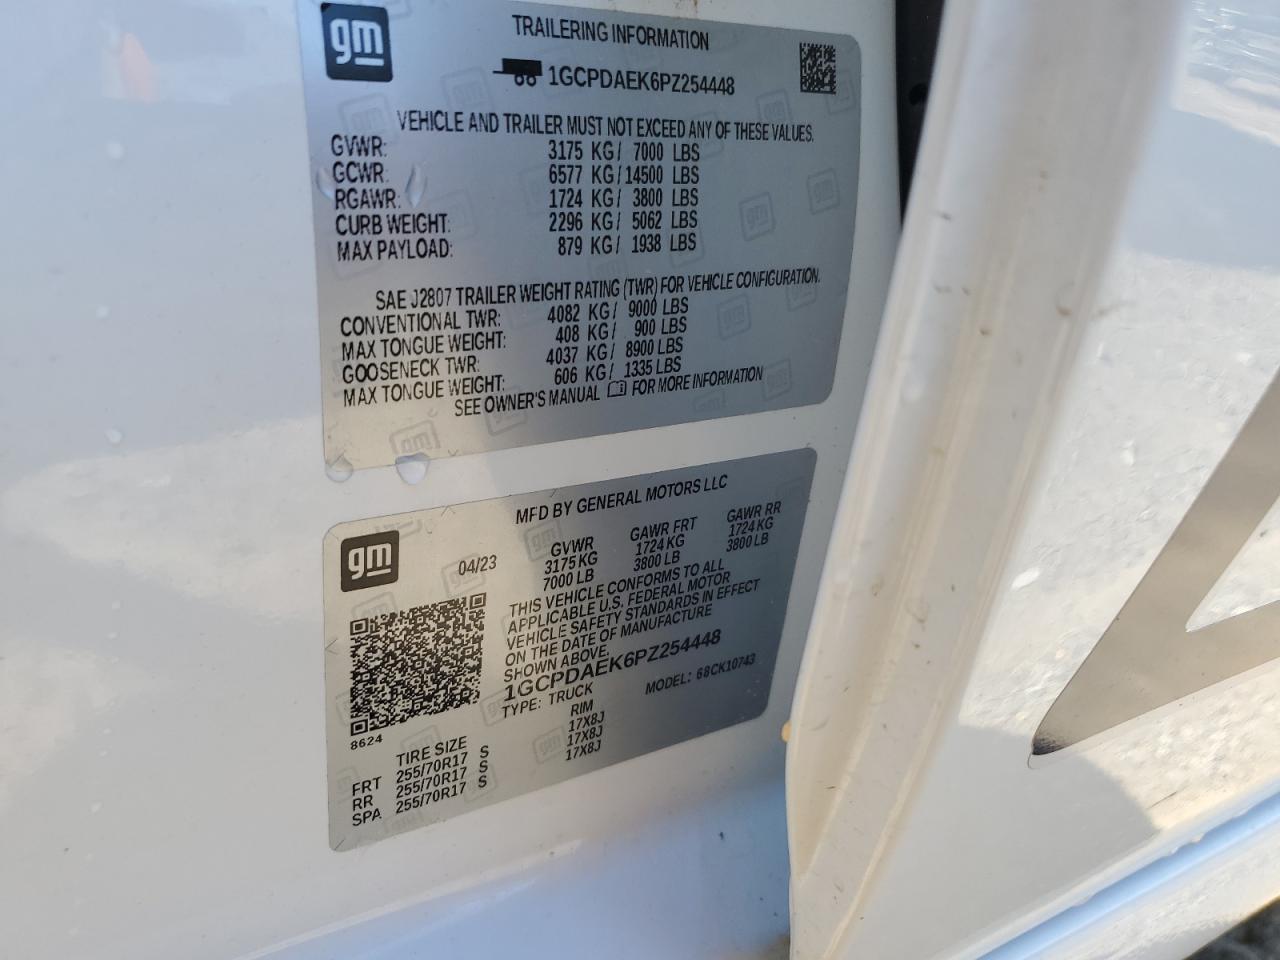 gm
TRAILERING INFORMATION
1GCPDAEK6PZ254448
VEHICLE AND TRAILER MUST NOT EXCEED ANY OF THESE VALUES.
GVWR: 3175 KG/ 7000 LBS
GCWR: 6577 KG/14500 LBS
RGAWR: 1724 KG/ 3800 LBS
CURB WEIGHT: 2296 KG/ 5062 LBS
MAX PAYLOAD: 879 KG/ 1938 LBS
SAE J2807 TRAILER WEIGHT RATING (TWR) FOR VEHICLE CONFIGURATION.
CONVENTIONAL TWR: 4082 KG/ 9000 LBS
MAX TONGUE WEIGHT: 408 KG/ 900 LBS
GOOSENECK TWR: 4037 KG/ 8900 LBS
MAX TONGUE WEIGHT: 606 KG/ 1335 LBS
SEE OWNER'S MANUAL FOR MORE INFORMATION
MFD BY GENERAL MOTORS LLC
gm 04/23 GVWR GAWR FRT GAWR RR
3175 KG 1724 KG 1724 KG
7000 LB 3800 LB 3800 LB
THIS VEHICLE CONFORMS TO ALL
APPLICABLE U.S. FEDERAL MOTOR
VEHICLE SAFETY STANDARDS IN EFFECT
ON THE DATE OF MANUFACTURE
SHOWN ABOVE.
1GCPDAEK6PZ254448
TYPE: TRUCK MODEL: 68CK10743
8624
TIRE SIZE RIM
FRT 255/70R17 S 17X8J
RR 255/70R17 S 17X8J
SPA 255/70R17 S 17X8J